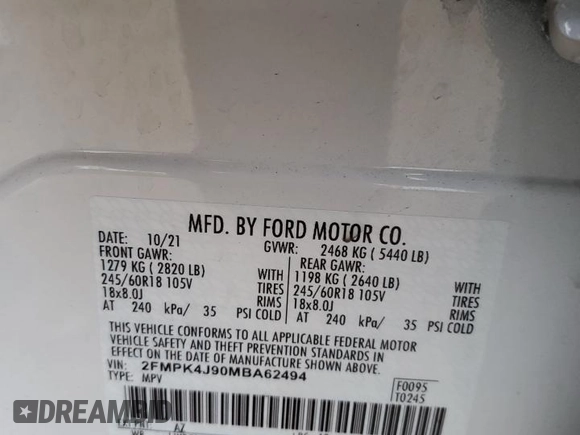 MFD. BY FORD MOTOR CO.
DATE: 10/21
GVWR: 2468 KG ( 5440 LB)
FRONT GAWR:
1279 KG ( 2820 LB)
WITH
245/60R18 105V
TIRES
18x8.0J
RIMS
AT 240 kPa/ 35 PSI COLD
REAR GAWR:
1198 KG ( 2640 LB)
WITH
245/60R18 105V
TIRES
18x8.0J
RIMS
AT 240 kPa/ 35 PSI COLD
THIS VEHICLE CONFORMS TO ALL APPLICABLE FEDERAL MOTOR
VEHICLE SAFETY AND THEFT PREVENTION STANDARDS IN
EFFECT ON THE DATE OF MANUFACTURE SHOWN ABOVE.
VIN: 2FMPK4J90MBA62494
TYPE: MPV
F0095
T0245
AZ
DREAMBID